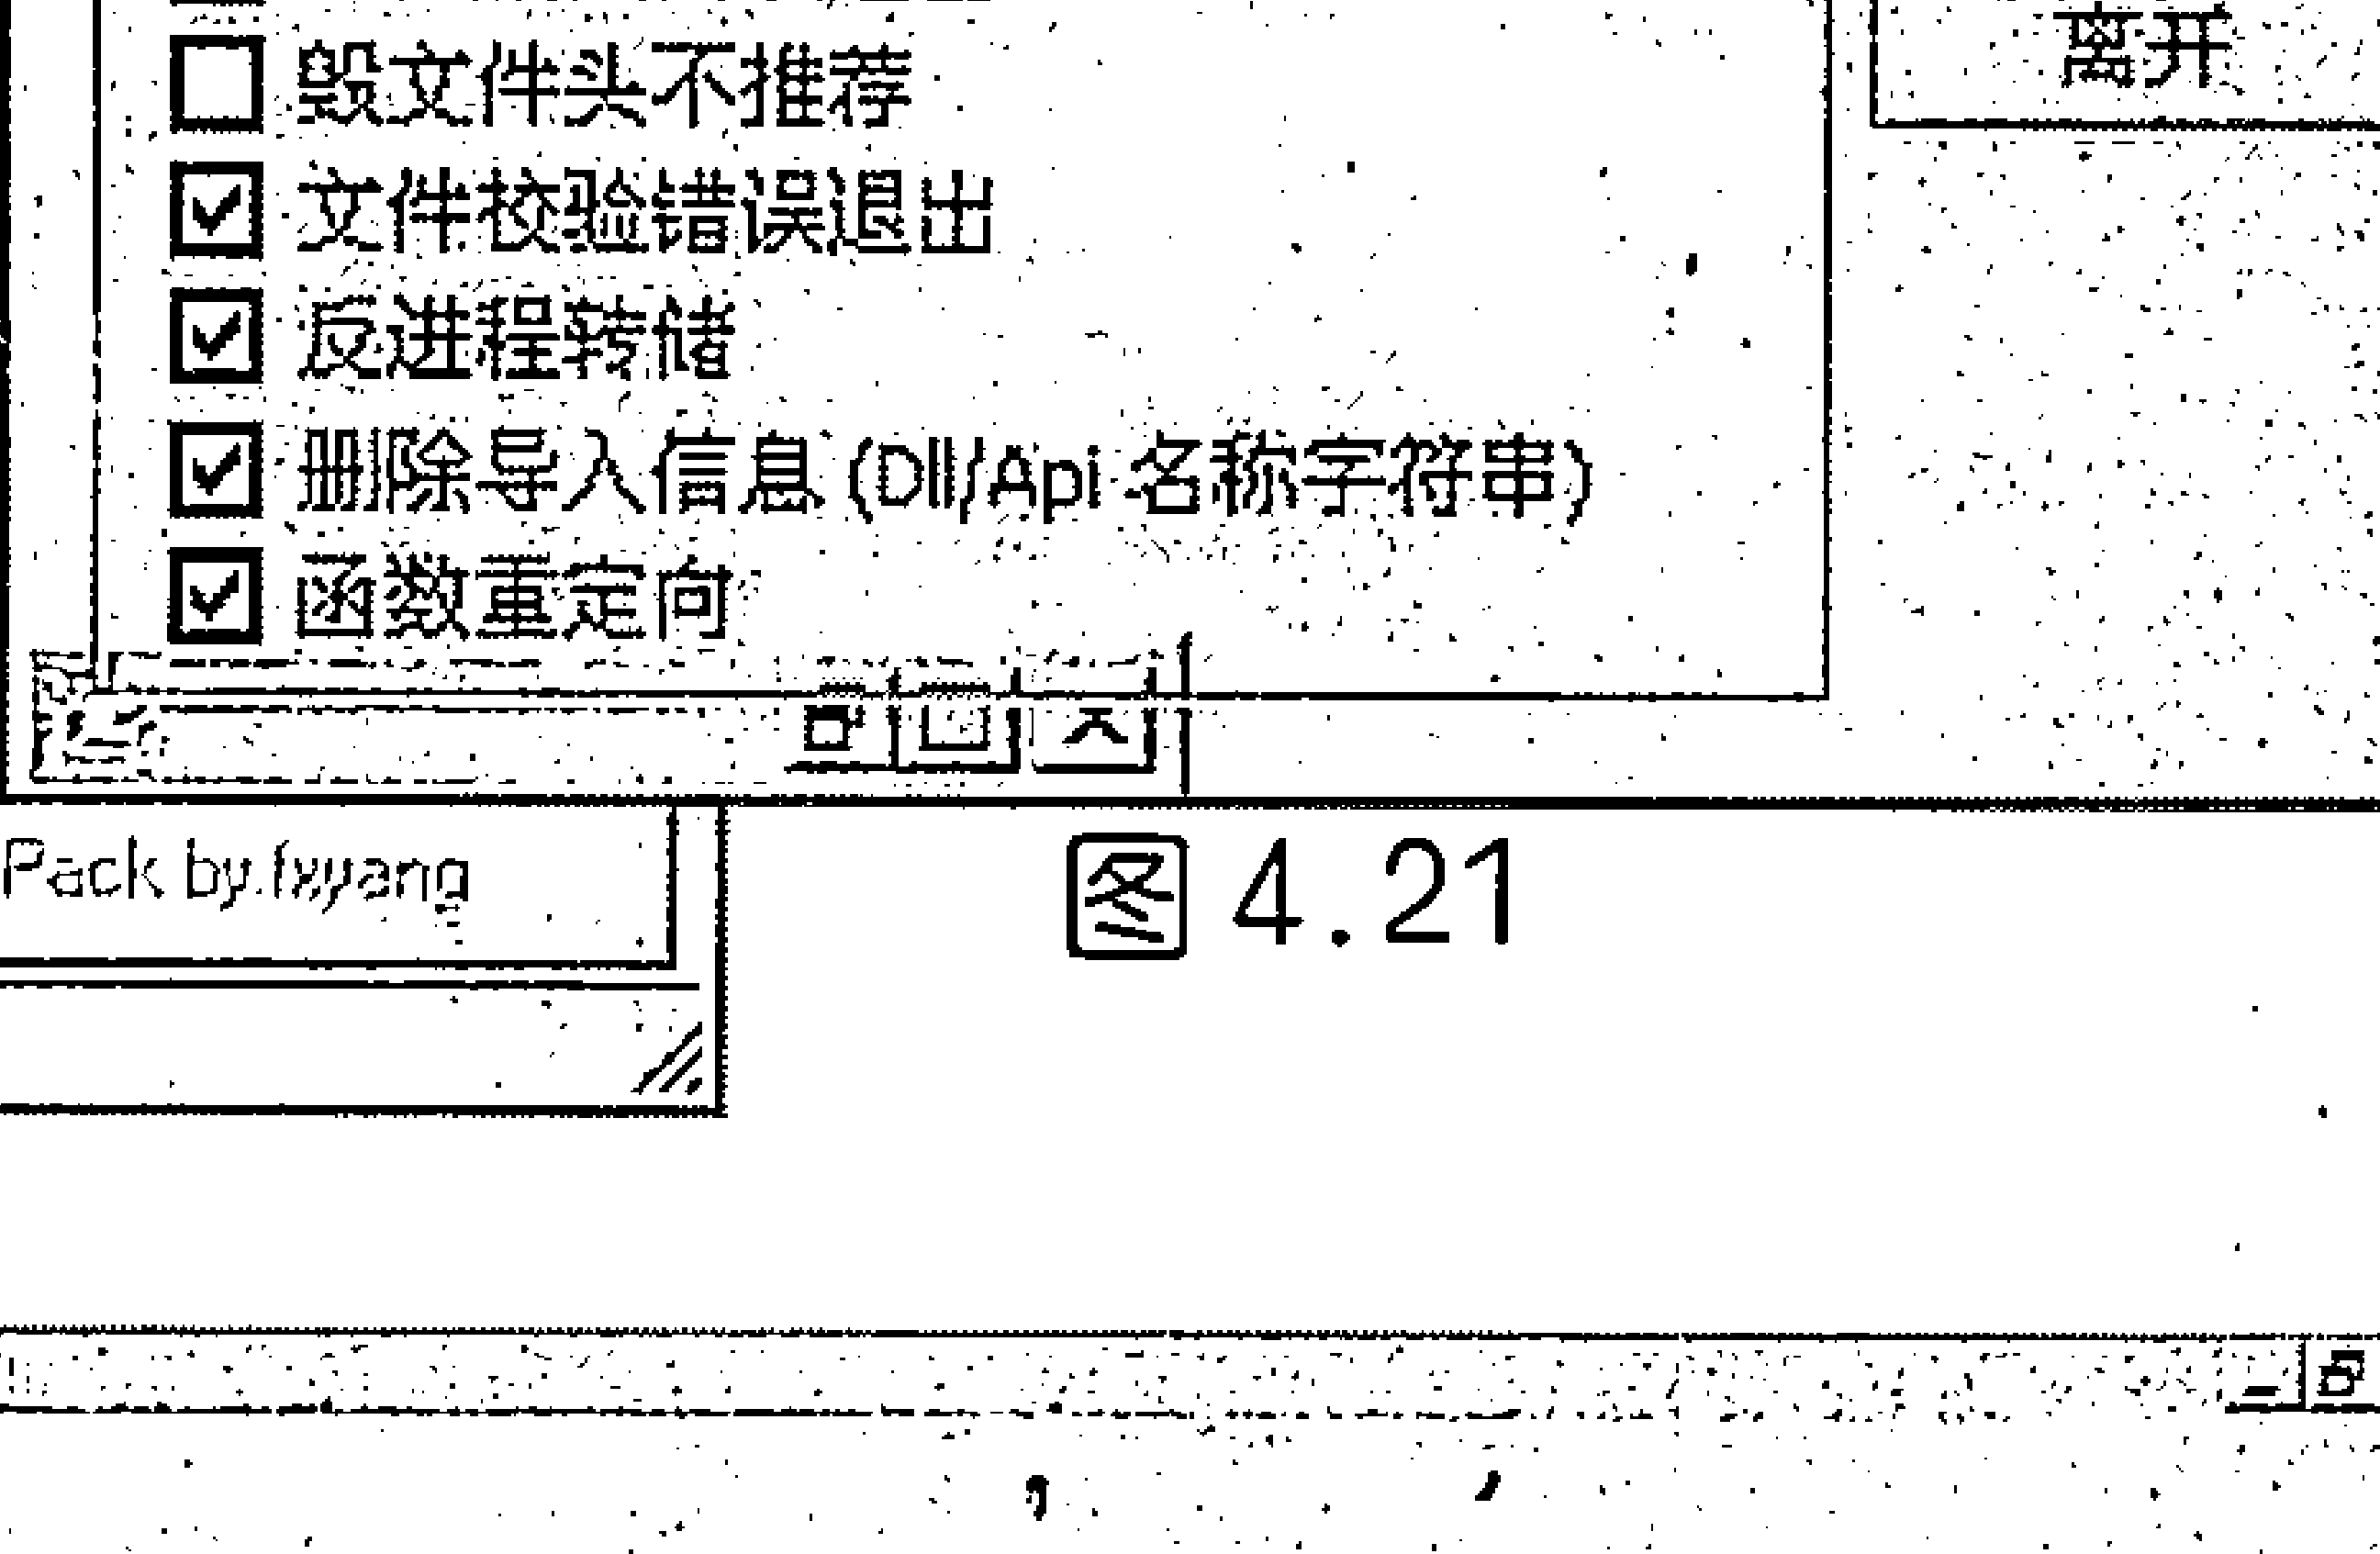 离开
毁文件头不推荐
文件校验错误退出
反进程转储
删除导入信息 (Dll/Api 名称字符串)
函数重定向
Pack by
图 4.21